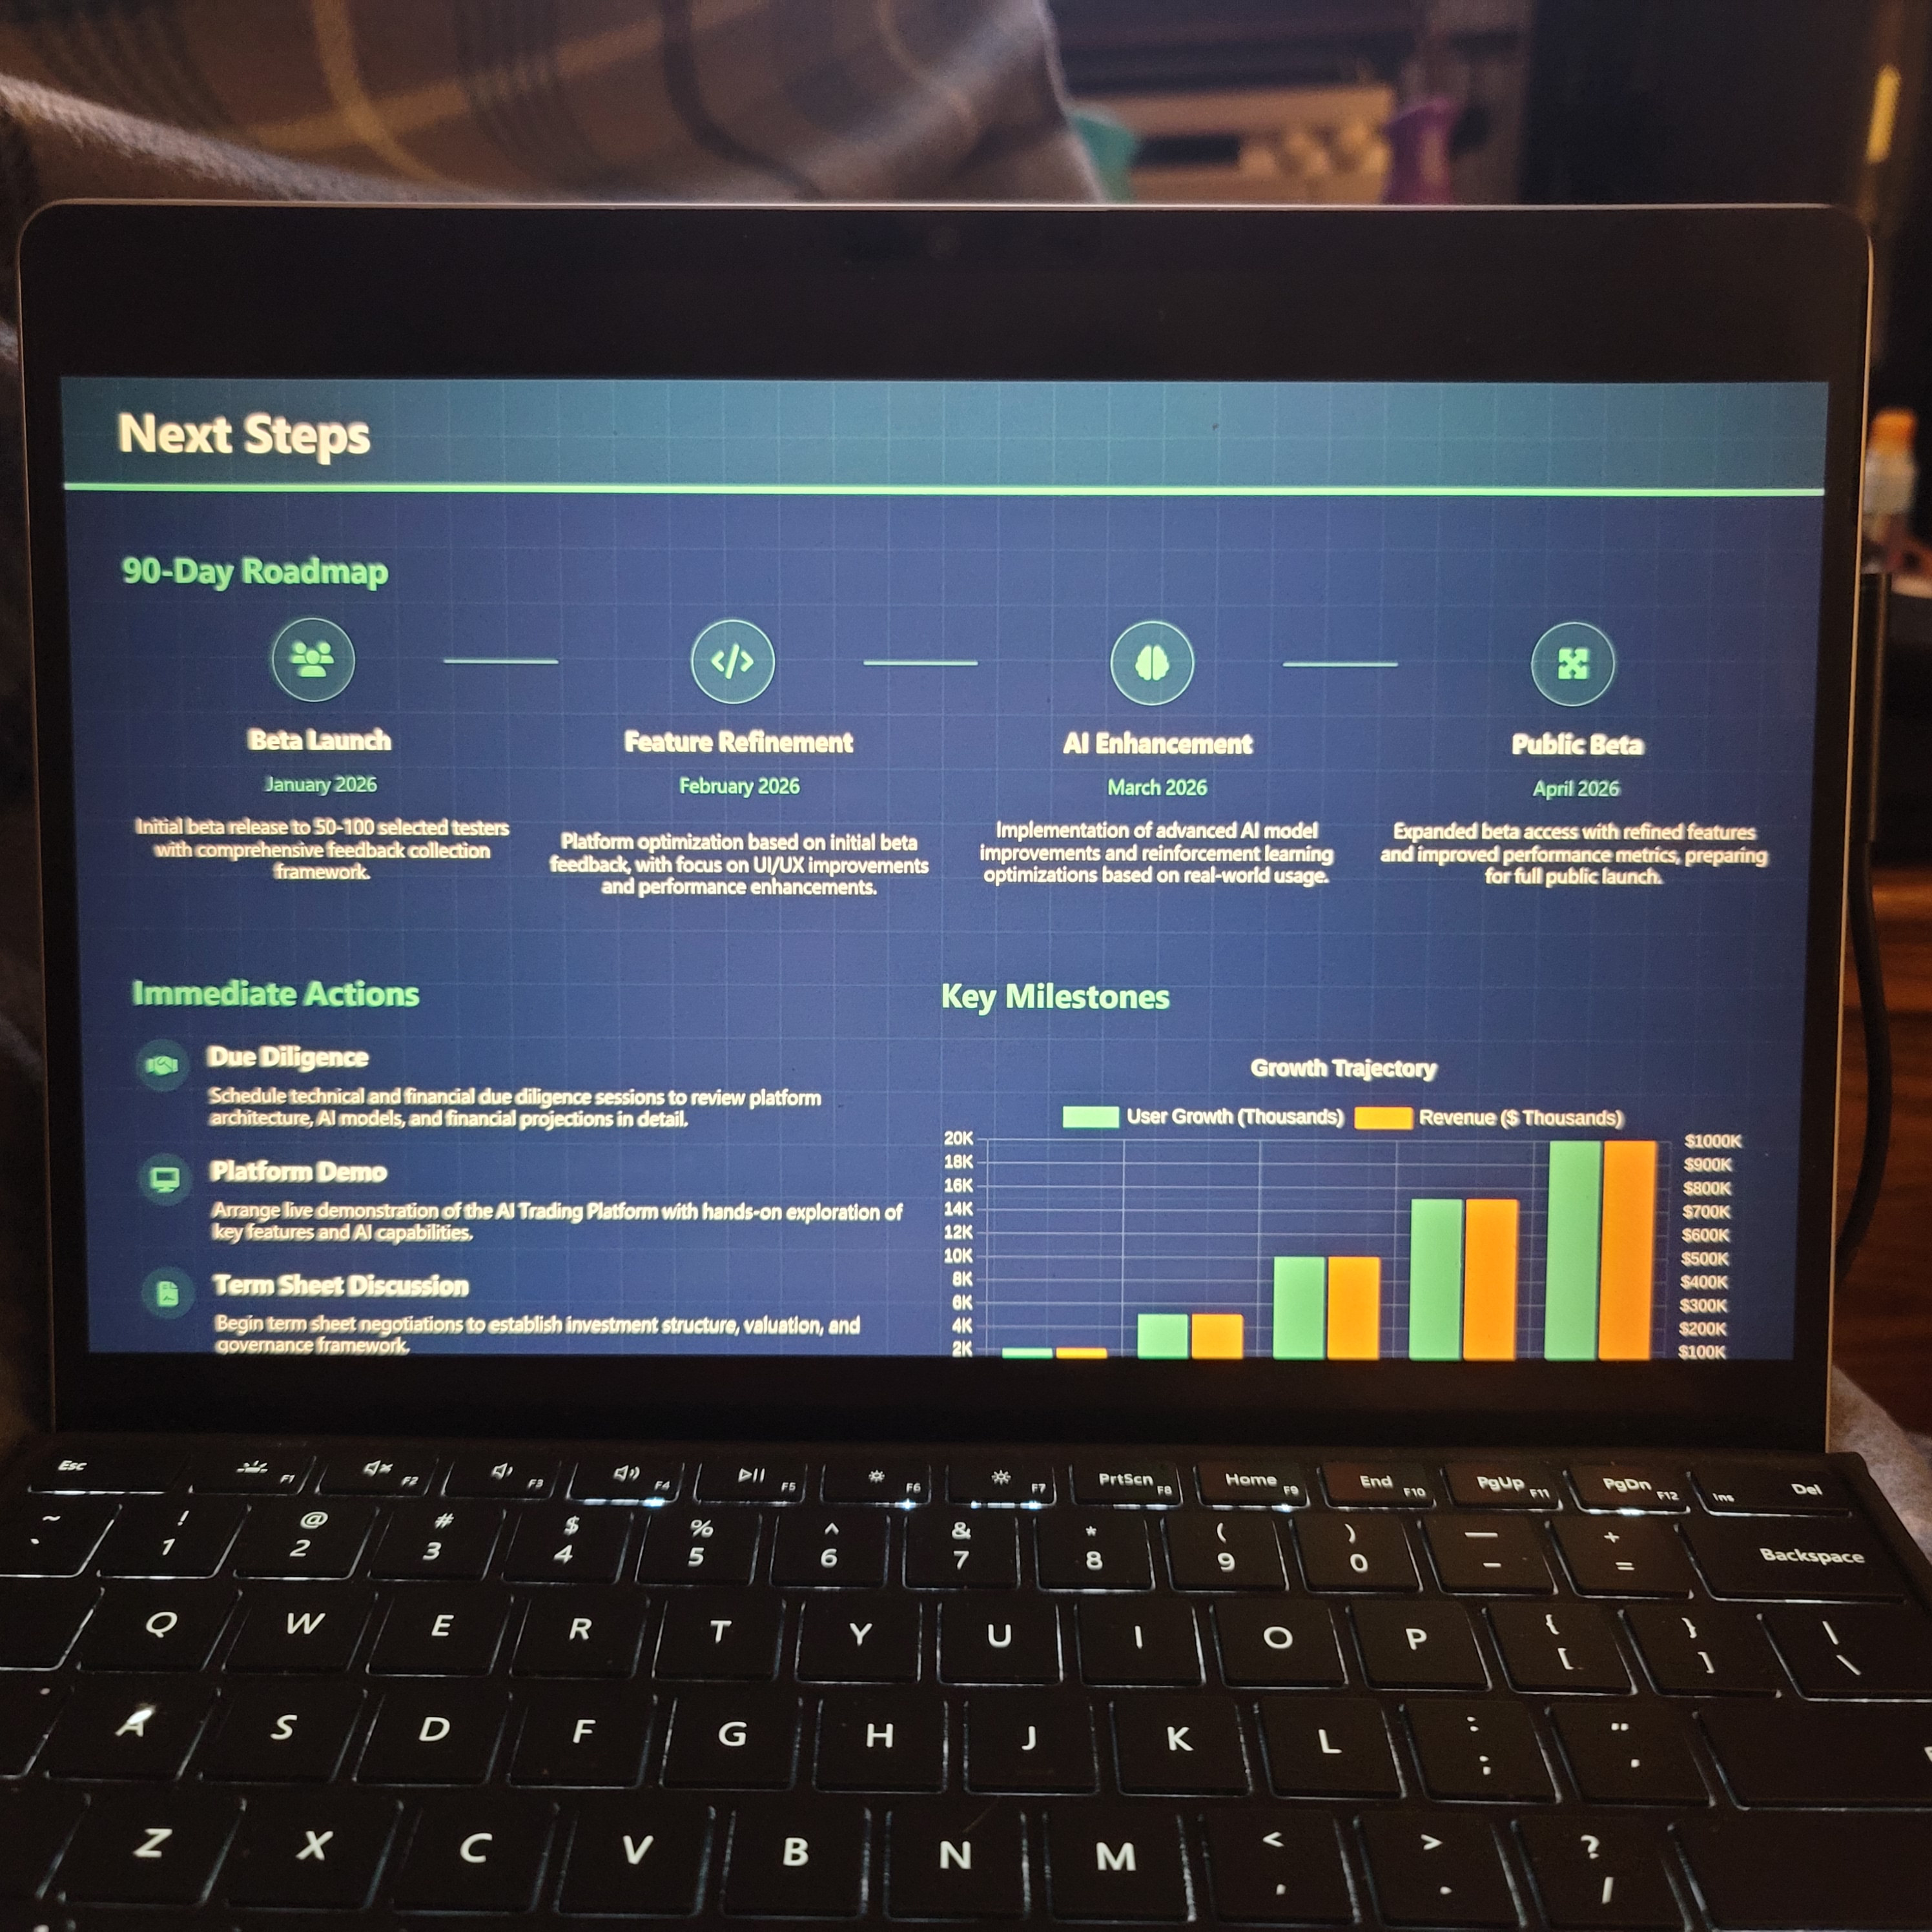 Next Steps
90-Day Roadmap
Beta Launch
January 2026
Initial beta release to 50-100 selected testers
with comprehensive feedback collection
framework.
Feature Refinement
February 2026
Platform optimization based on initial beta
feedback, with focus on UI/UX improvements
and performance enhancements.
AI Enhancement
March 2026
Implementation of advanced AI model
improvements and reinforcement learning
optimizations based on real-world usage.
Public Beta
April 2026
Expanded beta access with refined features
and improved performance metrics, preparing
for full public launch.
Immediate Actions
Due Diligence
Schedule technical and financial due diligence sessions to review platform
architecture, AI models, and financial projections in detail.
Platform Demo
Arrange live demonstration of the AI Trading Platform with hands-on exploration of
key features and AI capabilities.
Term Sheet Discussion
Begin term sheet negotiations to establish investment structure, valuation, and
governance framework.
Key Milestones
Growth Trajectory
User Growth (Thousands) Revenue ($ Thousands)
20K $1000K
18K $900K
16K $800K
14K $700K
12K $600K
10K $500K
8K $400K
6K $300K
4K $200K
2K $100K
Esc F1 F2 F3 F4 F5 F6 F7 PrtScn F8 Home F9 End F10 PgUp F11 PgDn F12 Ins Del
~ ! @ # $ % ^ & * ( ) — +
` 1 2 3 4 5 6 7 8 9 0 - = Backspace
Q W E R T Y U I O P { [ } ] | \
A S D F G H J K L : ; " '
Z X C V B N M < , > . ? /